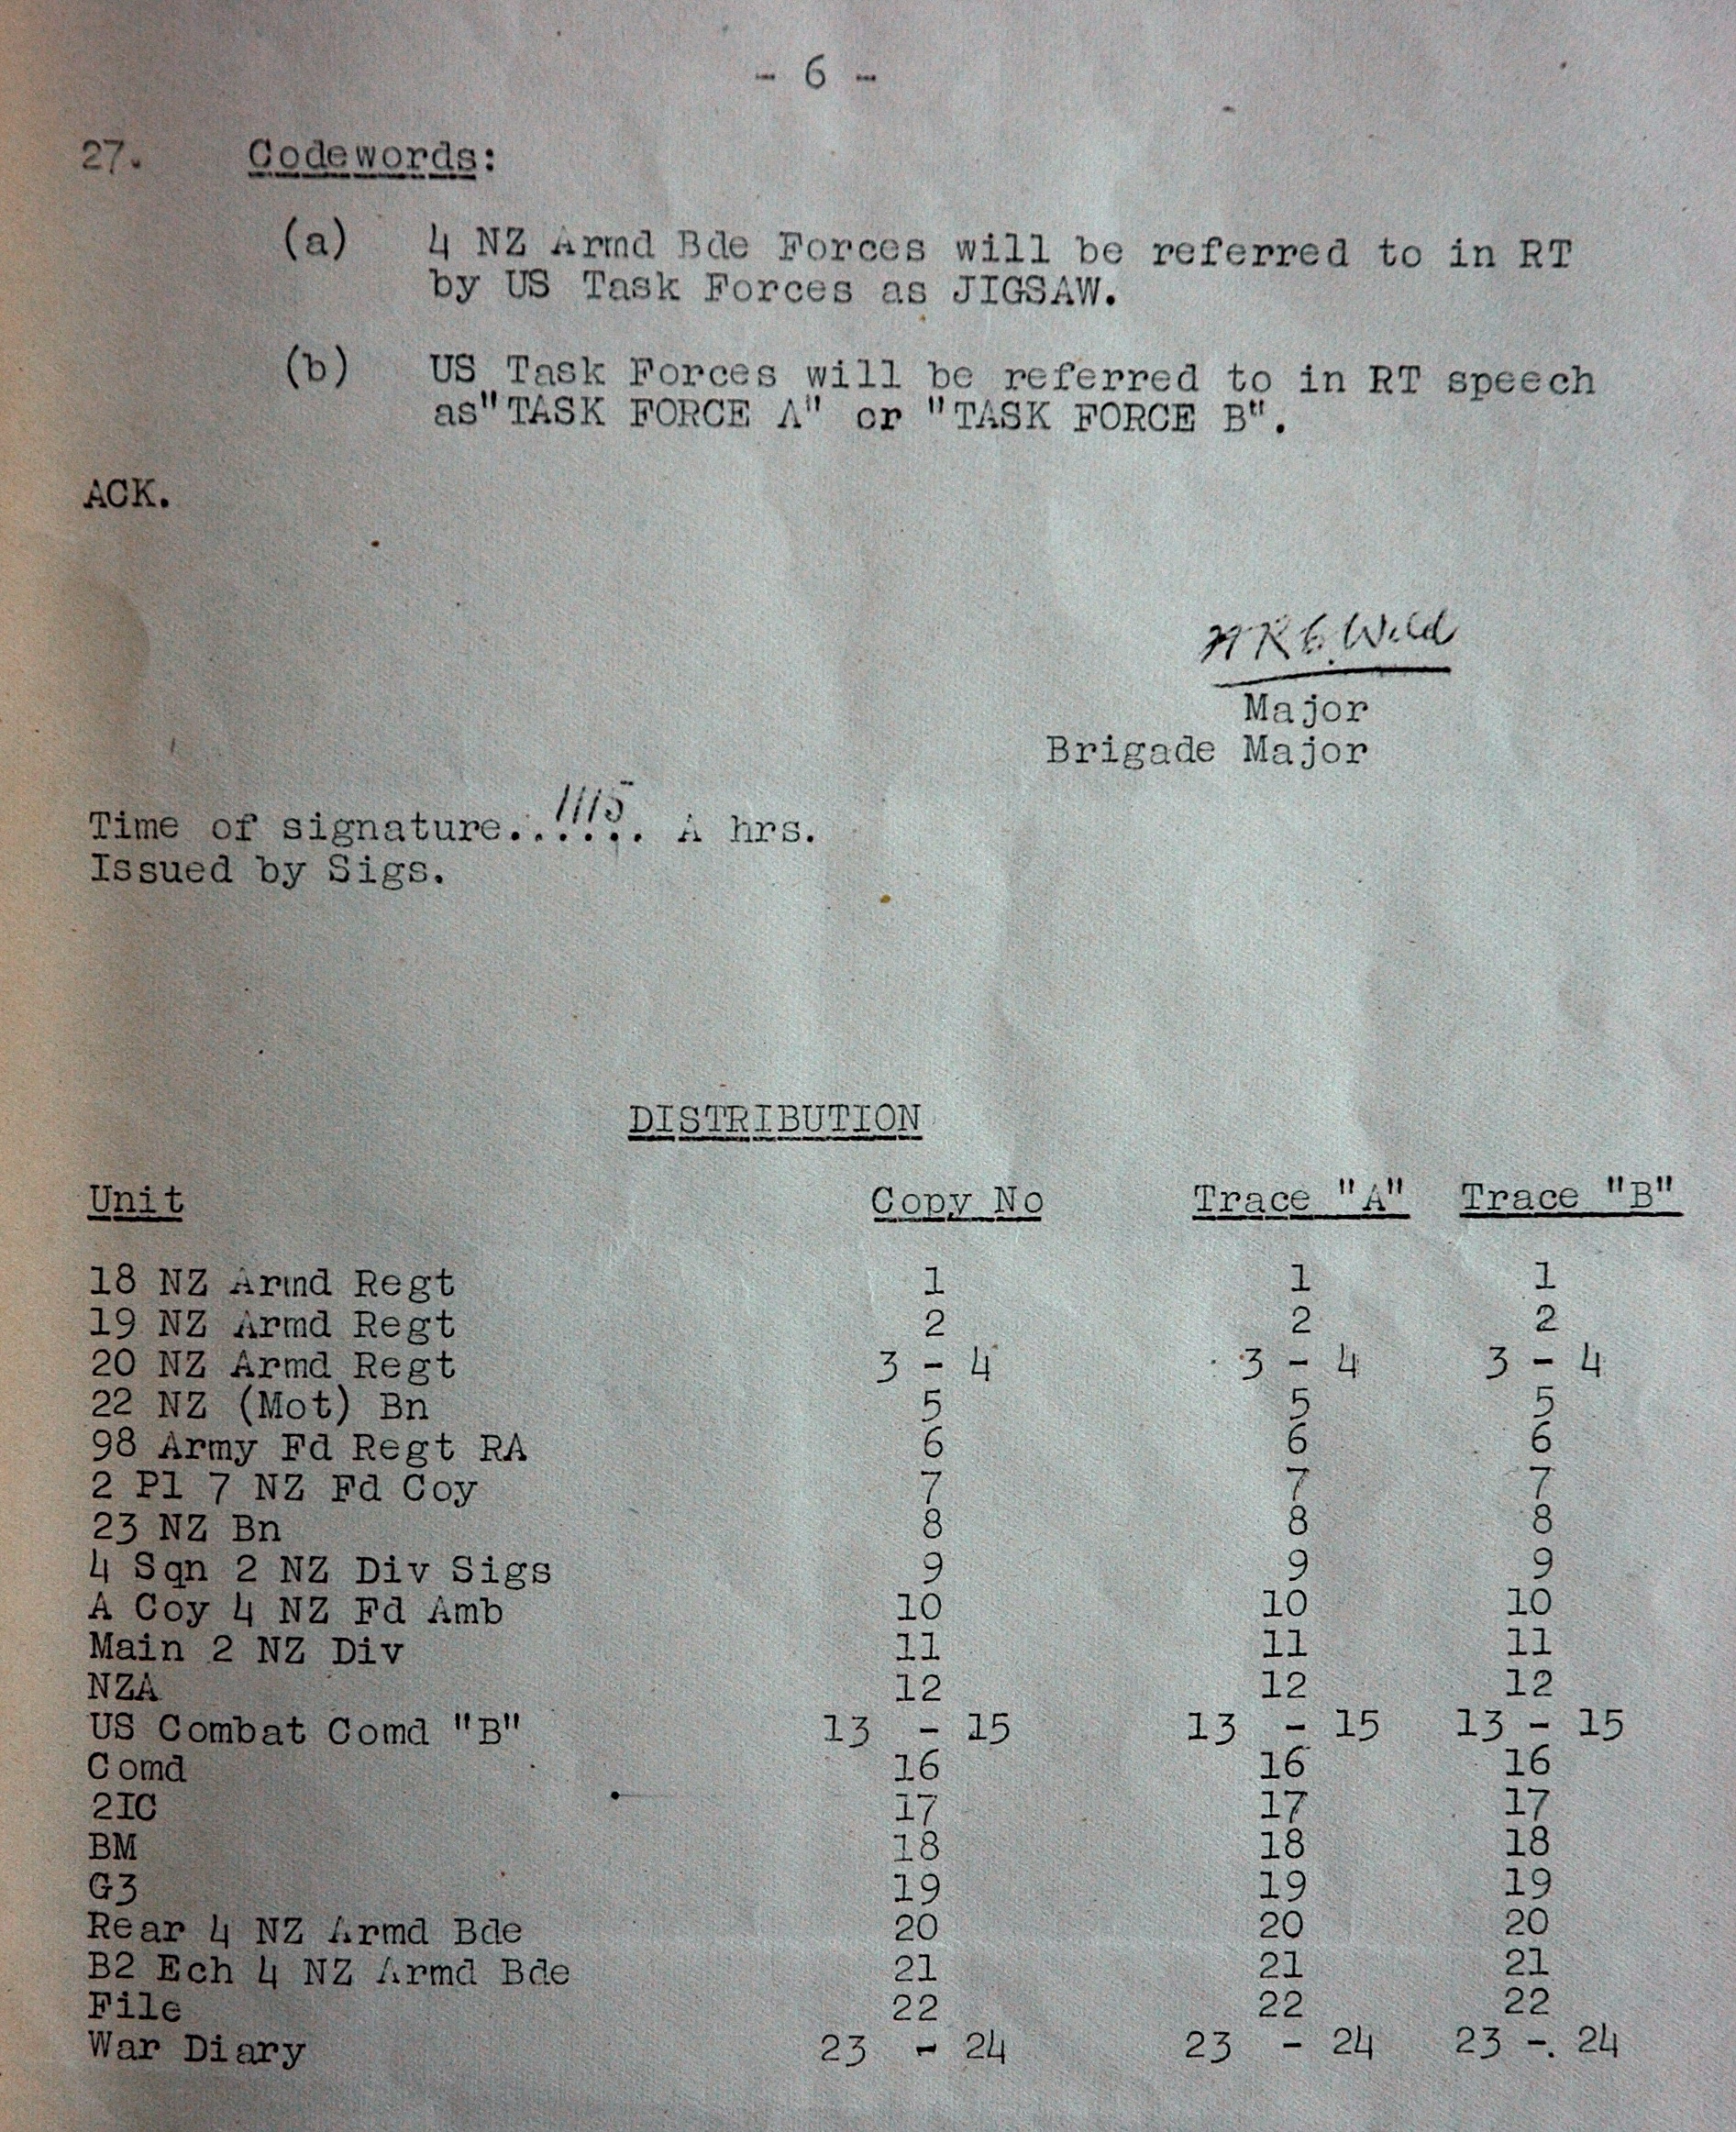 - 6 -
27. Codewords:
(a) 4 NZ Armd Bde Forces will be referred to in RT
by US Task Forces as JIGSAW.
(b) US Task Forces will be referred to in RT speech
as"TASK FORCE A" or "TASK FORCE B".
ACK.
Wild
Major
Brigade Major
Time of signature..1115.. A hrs.
Issued by Sigs.
DISTRIBUTION
Unit Copy No Trace "A" Trace "B"
18 NZ Armd Regt 1 1 1
19 NZ Armd Regt 2 2 2
20 NZ Armd Regt 3 - 4 3 - 4 3 - 4
22 NZ (Mot) Bn 5 5 5
98 Army Fd Regt RA 6 6 6
2 Pl 7 NZ Fd Coy 7 7 7
23 NZ Bn 8 8 8
4 Sqn 2 NZ Div Sigs 9 9 9
A Coy 4 NZ Fd Amb 10 10 10
Main 2 NZ Div 11 11 11
NZA 12 12 12
US Combat Comd "B" 13 - 15 13 - 15 13 - 15
Comd 16 16 16
2IC 17 17 17
BM 18 18 18
G3 19 19 19
Rear 4 NZ Armd Bde 20 20 20
B2 Ech 4 NZ Armd Bde 21 21 21
File 22 22 22
War Diary 23 - 24 23 - 24 23 -. 24